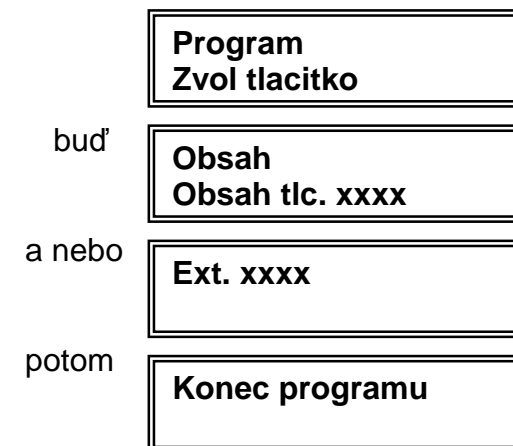 Program
Zvol tlacitko
buď
Obsah
Obsah tlc. xxxx
a nebo
Ext. xxxx
potom
Konec programu